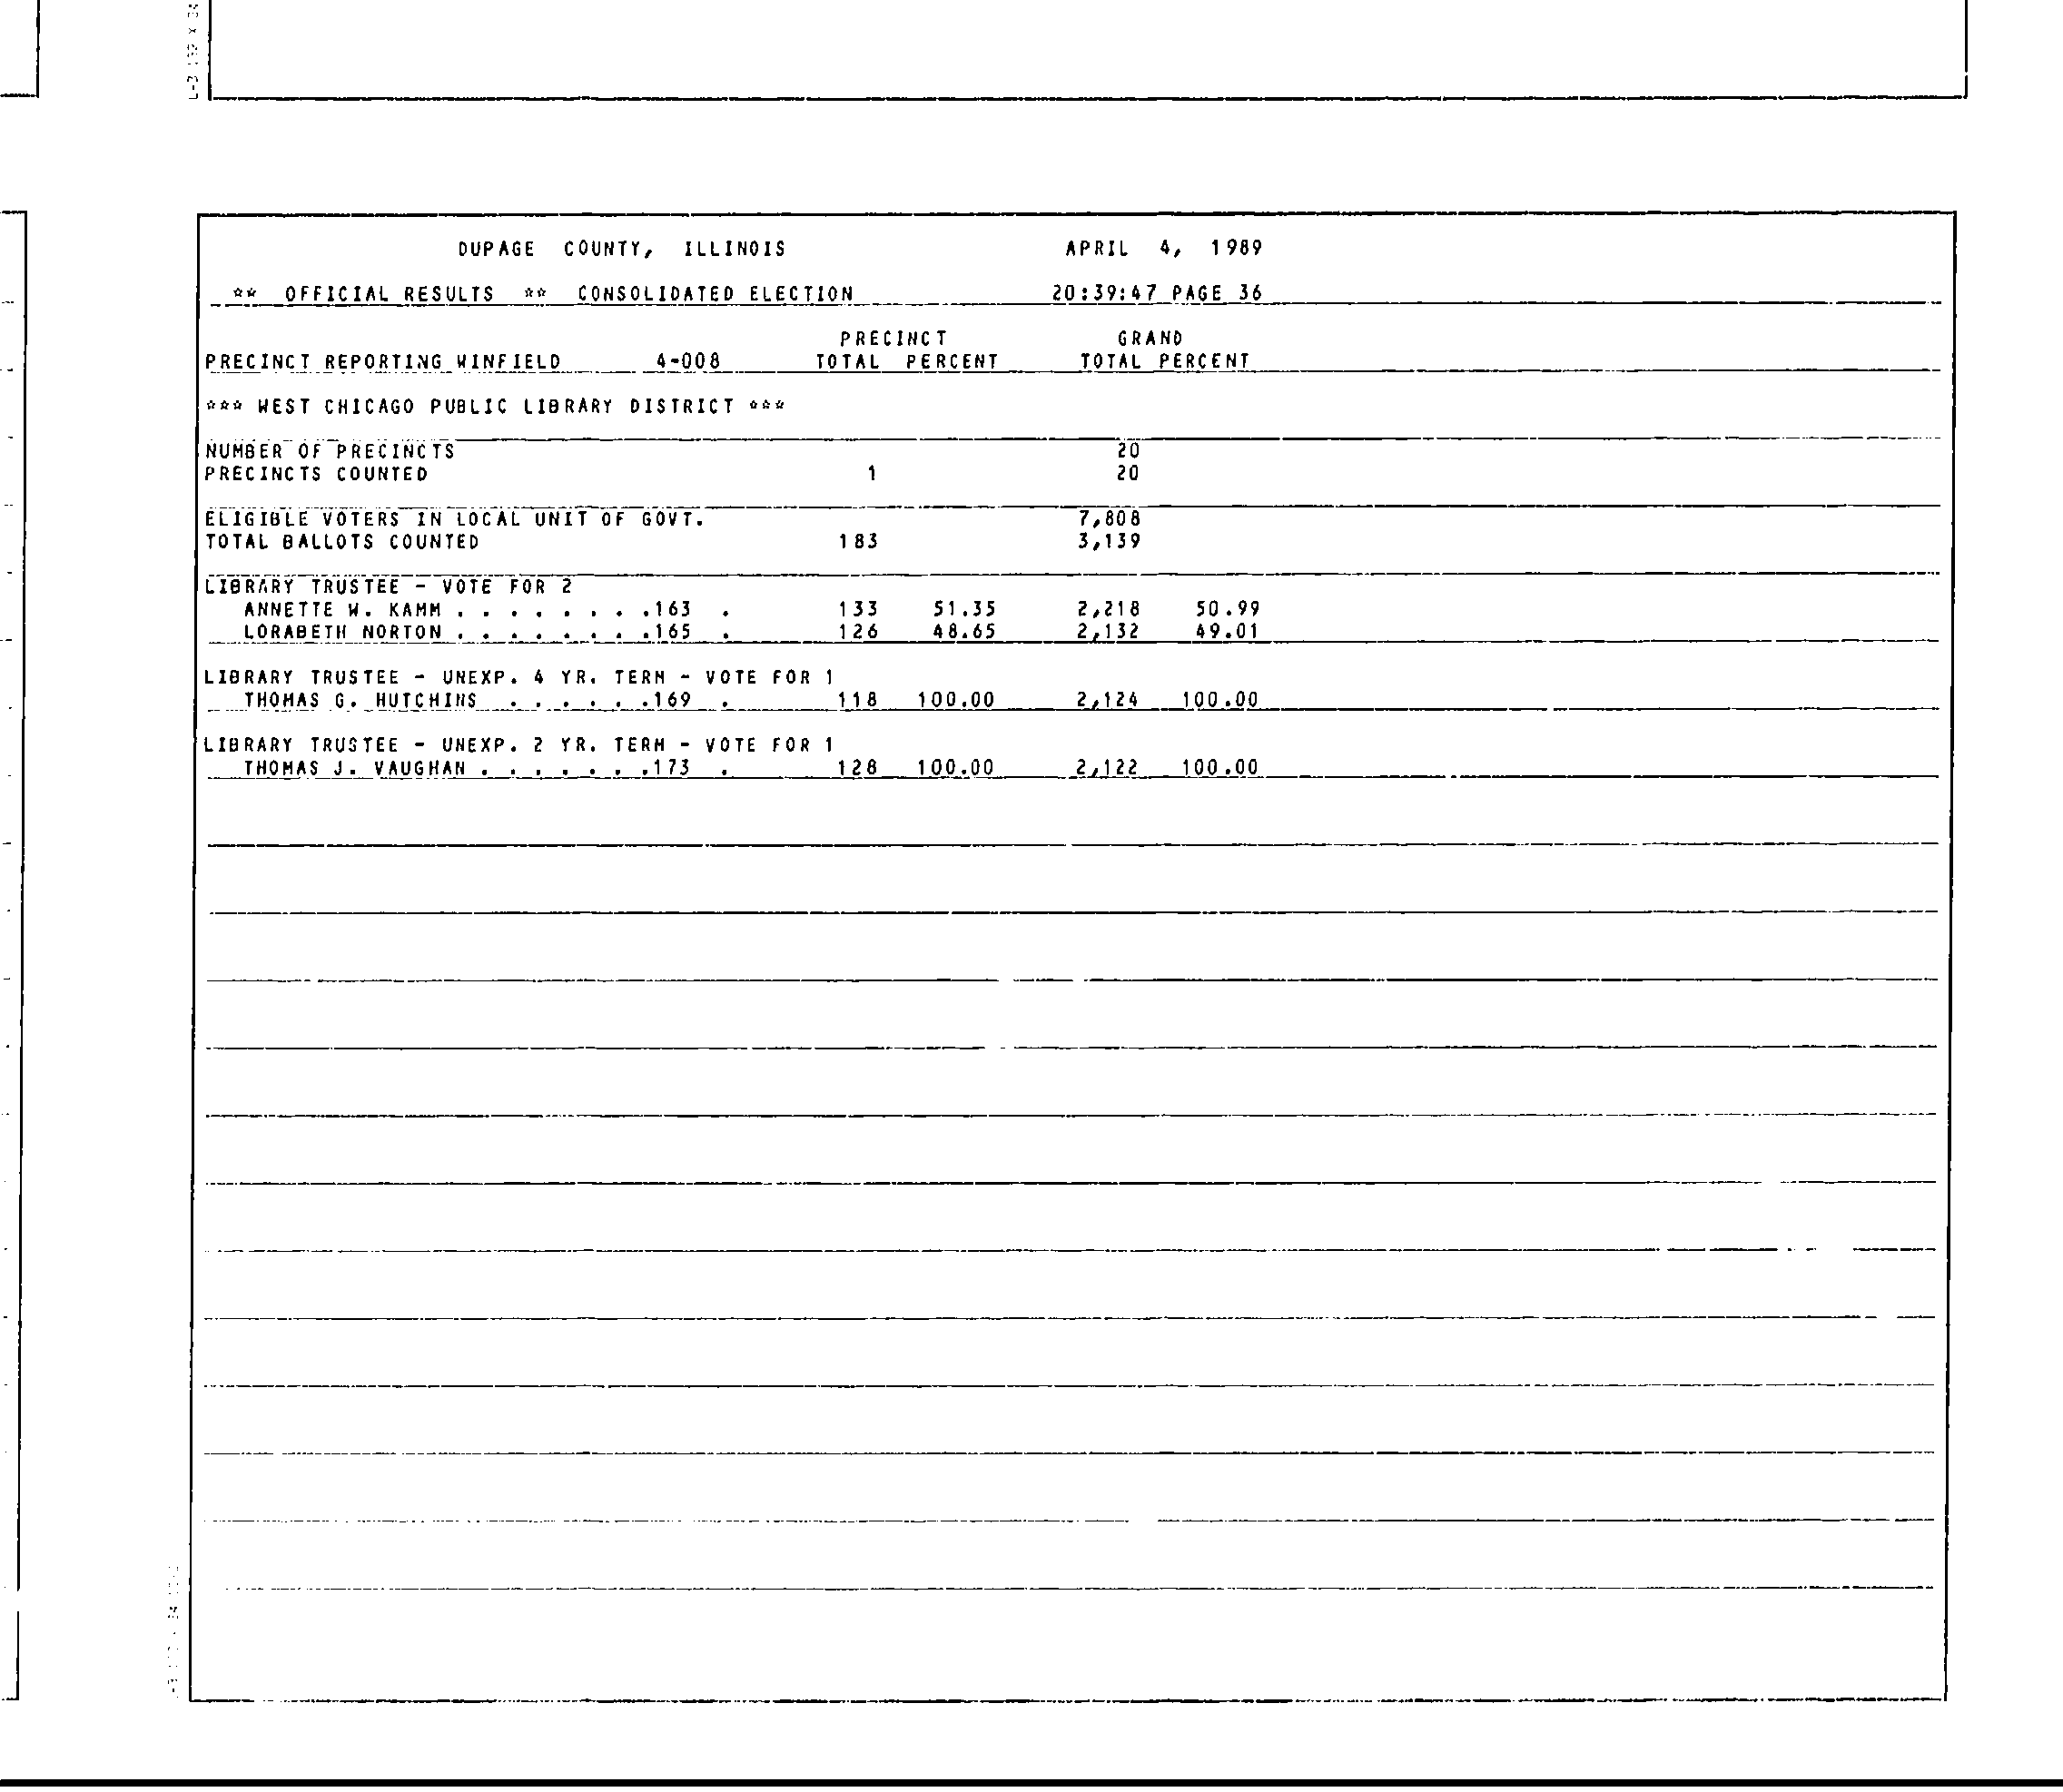 DUPAGE COUNTY, ILLINOIS APRIL 4, 1989
** OFFICIAL RESULTS ** CONSOLIDATED ELECTION 20:39:47 PAGE 36
PRECINCT GRAND
PRECINCT REPORTING WINFIELD 4-008 TOTAL PERCENT TOTAL PERCENT
*** WEST CHICAGO PUBLIC LIBRARY DISTRICT ***
NUMBER OF PRECINCTS 20
PRECINCTS COUNTED 1 20
ELIGIBLE VOTERS IN LOCAL UNIT OF GOVT. 7,808
TOTAL BALLOTS COUNTED 183 3,139
LIBRARY TRUSTEE - VOTE FOR 2
ANNETTE W. KAMM . . . . . . . .163 . 133 51.35 2,218 50.99
LORABETH NORTON . . . . . . . .165 . 126 48.65 2,132 49.01
LIBRARY TRUSTEE - UNEXP. 4 YR. TERM - VOTE FOR 1
THOMAS G. HUTCHINS . . . . . .169 . 118 100.00 2,124 100.00
LIBRARY TRUSTEE - UNEXP. 2 YR. TERM - VOTE FOR 1
THOMAS J. VAUGHAN . . . . . . .173 . 128 100.00 2,122 100.00